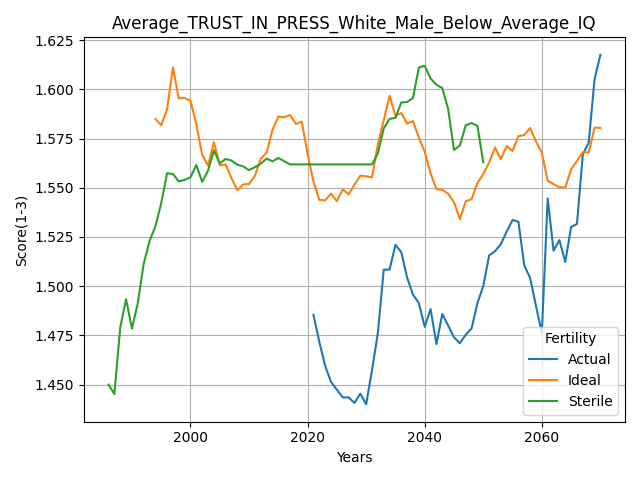 Average_TRUST_IN_PRESS_White_Male_Below_Average_IQ
Score(1-3)
1.625
1.600
1.575
1.550
1.525
1.500
1.475
1.450
2000
2020
2040
2060
Years
Fertility
Actual
Ideal
Sterile